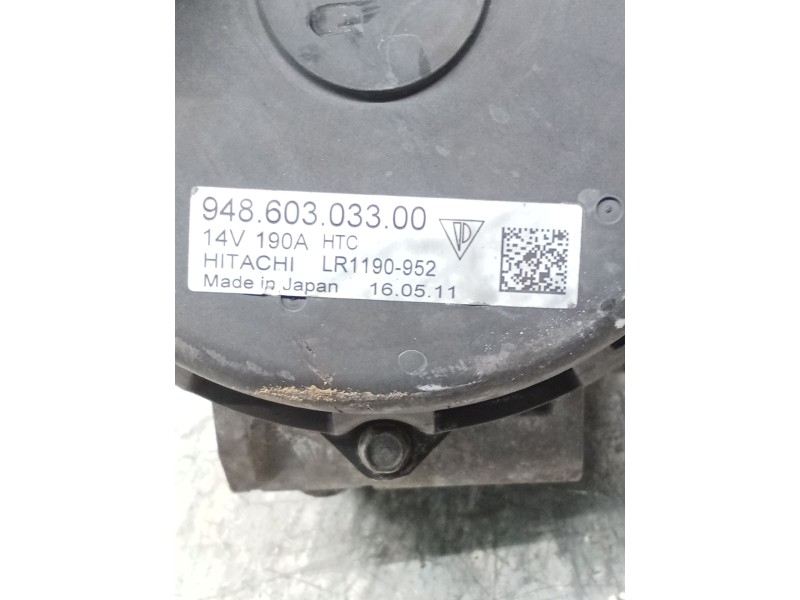 948.603.033.00
14V 190A HTC
HITACHI LR1190-952
Made in Japan 16.05.11